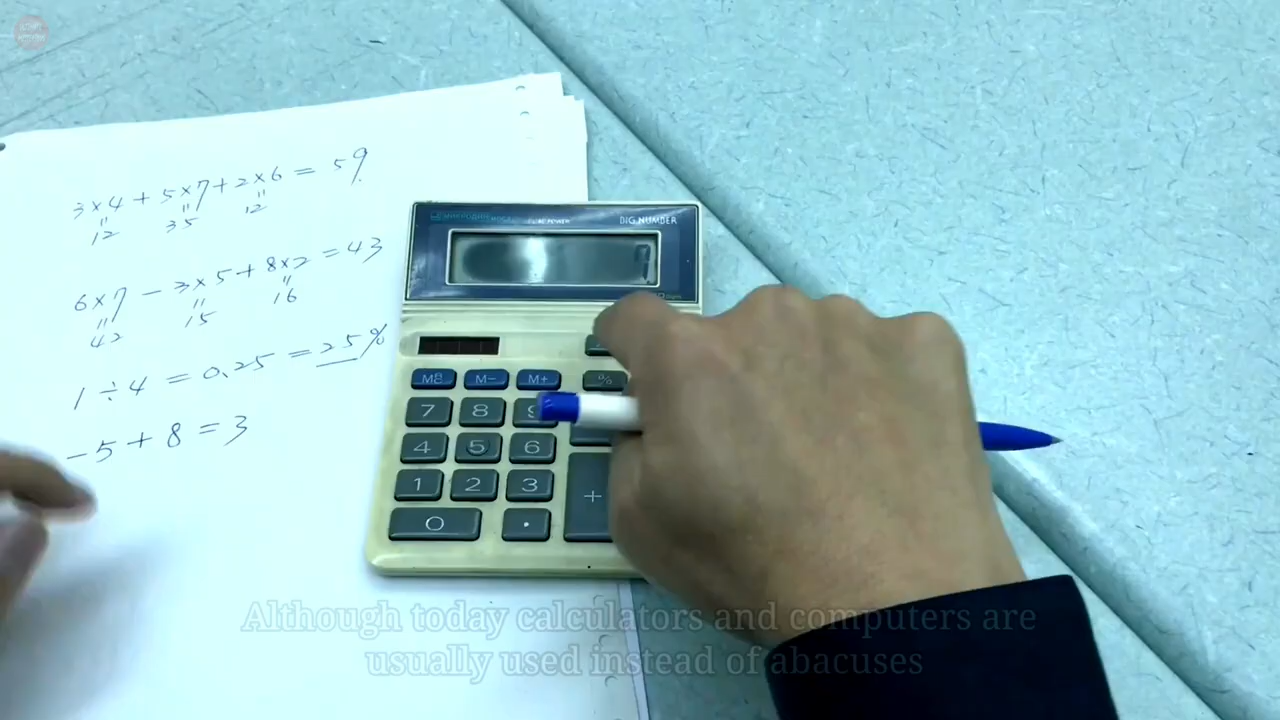 3×4+5×7+2×6=59
" " "
12 35 12
6×7-3×5+8×2=43
" " "
42 15 16
1÷4=0.25=25%
-5+8=3
BIG NUMBER
M- M+
%
7 8 9
4 5 6
1 2 3 +
0 .
Although today calculators and computers are
usually used instead of abacuses